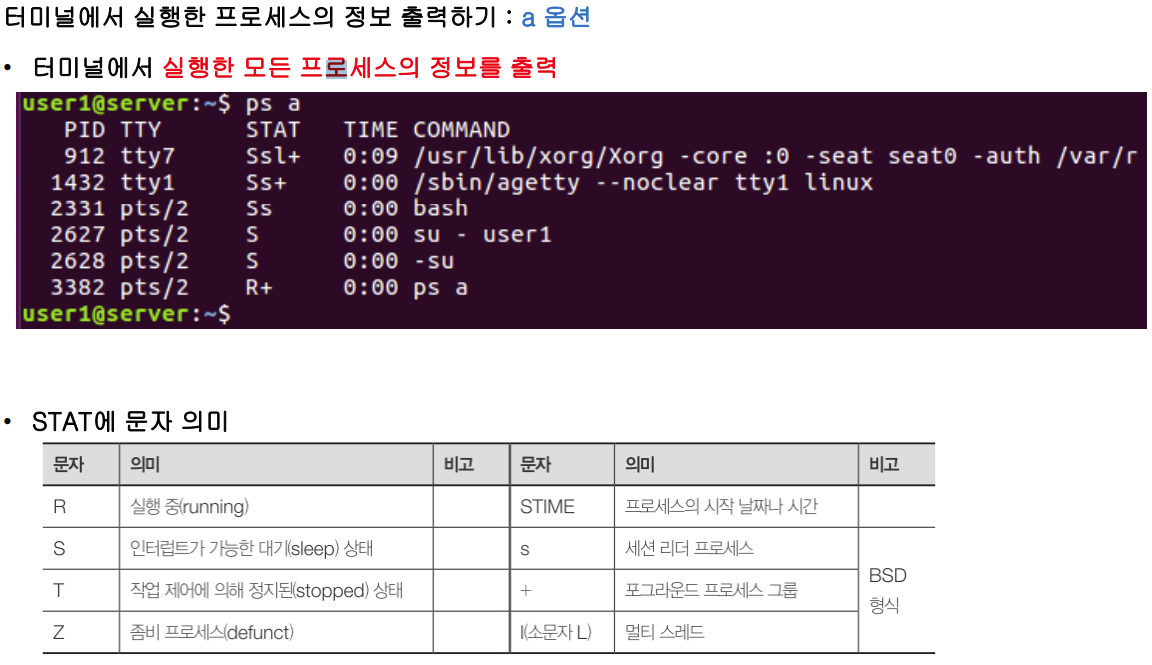 터미널에서 실행한 프로세스의 정보 출력하기 : a 옵션
• 터미널에서 실행한 모든 프로세스의 정보를 출력
user1@server:~$ ps a
PID TTY STAT TIME COMMAND
912 tty7 Ssl+ 0:09 /usr/lib/xorg/Xorg -core :0 -seat seat0 -auth /var/r
1432 tty1 Ss+ 0:00 /sbin/agetty --noclear tty1 linux
2331 pts/2 Ss 0:00 bash
2627 pts/2 S 0:00 su - user1
2628 pts/2 S 0:00 -su
3382 pts/2 R+ 0:00 ps a
user1@server:~$
• STAT에 문자 의미
문자 의미 비고 문자 의미 비고
R 실행 중(running) STIME 프로세스의 시작 날짜나 시간
S 인터럽트가 가능한 대기(sleep) 상태 s 세션 리더 프로세스
T 작업 제어에 의해 정지된(stopped) 상태 + 포그라운드 프로세스 그룹
Z 좀비 프로세스(defunct) l(소문자 L) 멀티 스레드
BSD
형식